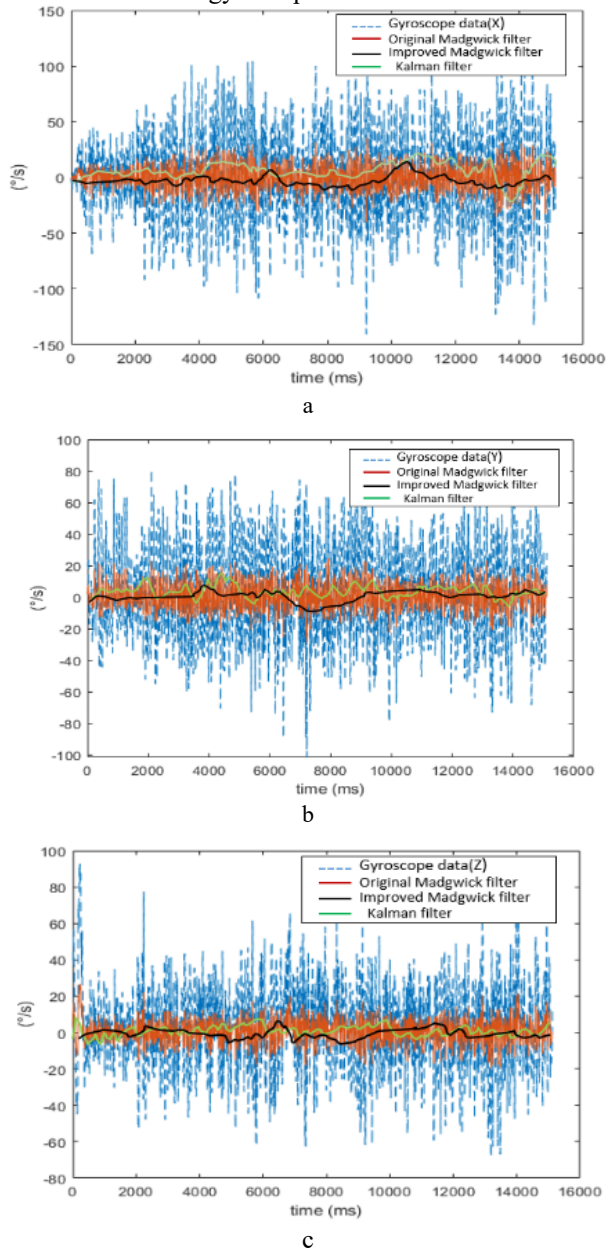 Gyroscope data(X)
Original Madgwick filter
Improved Madgwick filter
Kalman filter
150
100
50
0
-50
-100
-150
(°/s)
0 2000 4000 6000 8000 10000 12000 14000 16000
time (ms)
a
Gyroscope data(Y)
Original Madgwick filter
Improved Madgwick filter
Kalman filter
100
80
60
40
20
0
-20
-40
-60
-80
-100
(°/s)
0 2000 4000 6000 8000 10000 12000 14000 16000
time (ms)
b
Gyroscope data(Z)
Original Madgwick filter
Improved Madgwick filter
Kalman filter
100
80
60
40
20
0
-20
-40
-60
-80
(°/s)
0 2000 4000 6000 8000 10000 12000 14000 16000
time (ms)
c